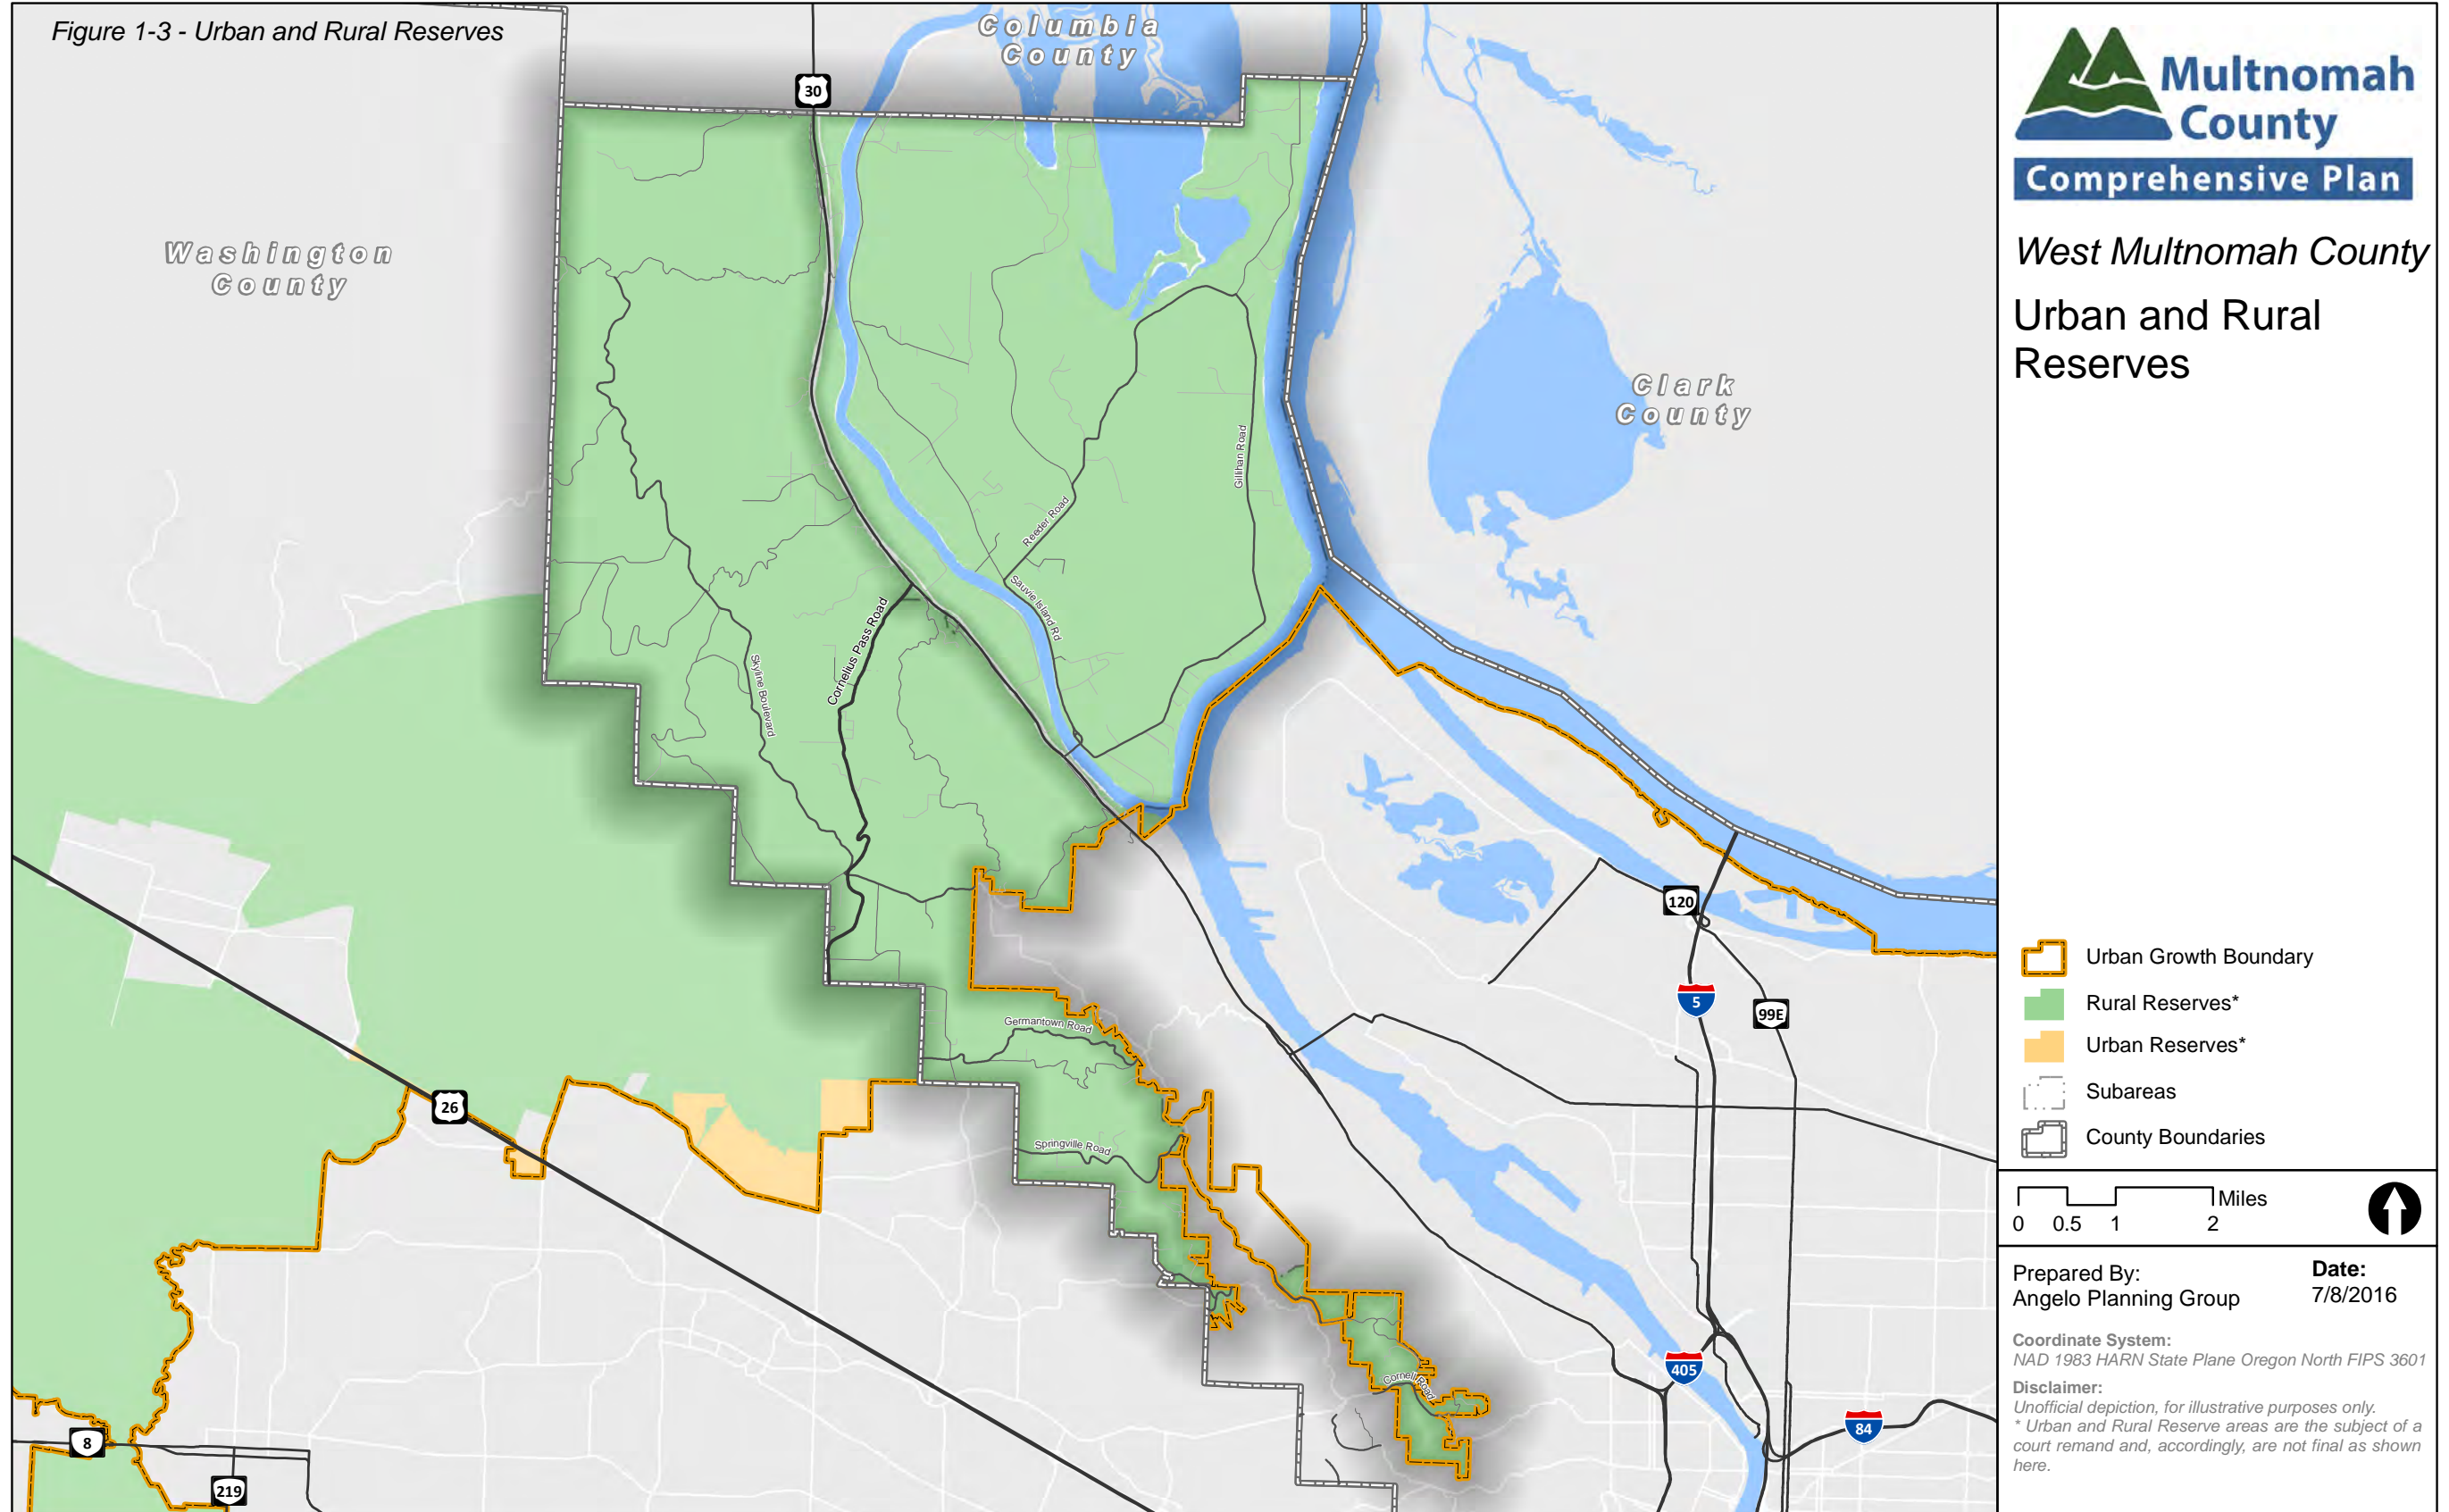 Figure 1-3 - Urban and Rural Reserves
Columbia
County
30
Washington
County
Clark
County
Gillihan Road
Reeder Road
Sauvie Island Rd
Cornelius Pass Road
Skyline Boulevard
120
5
99E
Germantown Road
26
Springville Road
Cornell Road
405
84
8
219
Multnomah
County
Comprehensive Plan
West Multnomah County
Urban and Rural
Reserves
Urban Growth Boundary
Rural Reserves*
Urban Reserves*
Subareas
County Boundaries
Miles
0 0.5 1 2
Prepared By:
Angelo Planning Group
Date:
7/8/2016
Coordinate System:
NAD 1983 HARN State Plane Oregon North FIPS 3601
Disclaimer:
Unofficial depiction, for illustrative purposes only.
* Urban and Rural Reserve areas are the subject of a
court remand and, accordingly, are not final as shown
here.